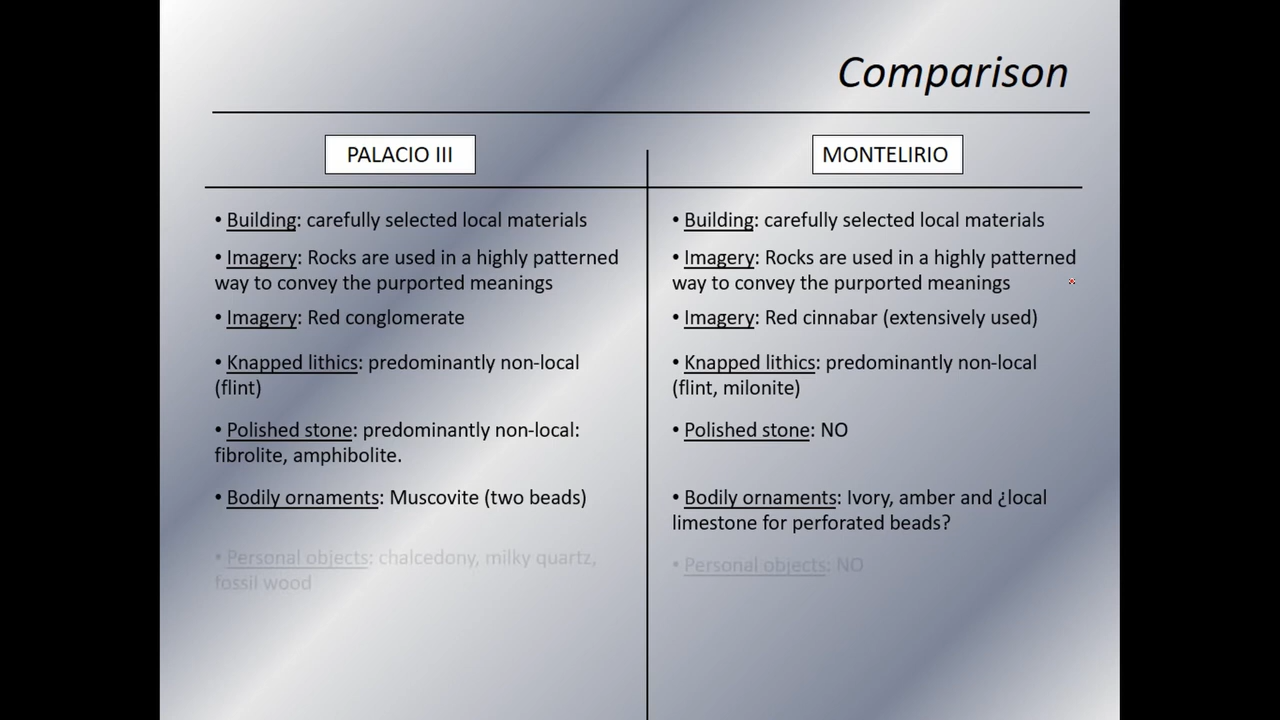 Comparison
PALACIO III
• Building: carefully selected local materials
• Imagery: Rocks are used in a highly patterned
way to convey the purported meanings
• Imagery: Red conglomerate
• Knapped lithics: predominantly non-local
(flint)
• Polished stone: predominantly non-local:
fibrolite, amphibolite.
• Bodily ornaments: Muscovite (two beads)
• Personal objects: chalcedony, milky quartz,
fossil wood
MONTELIRIO
• Building: carefully selected local materials
• Imagery: Rocks are used in a highly patterned
way to convey the purported meanings
• Imagery: Red cinnabar (extensively used)
• Knapped lithics: predominantly non-local
(flint, milonite)
• Polished stone: NO
• Bodily ornaments: Ivory, amber and ¿local
limestone for perforated beads?
• Personal objects: NO